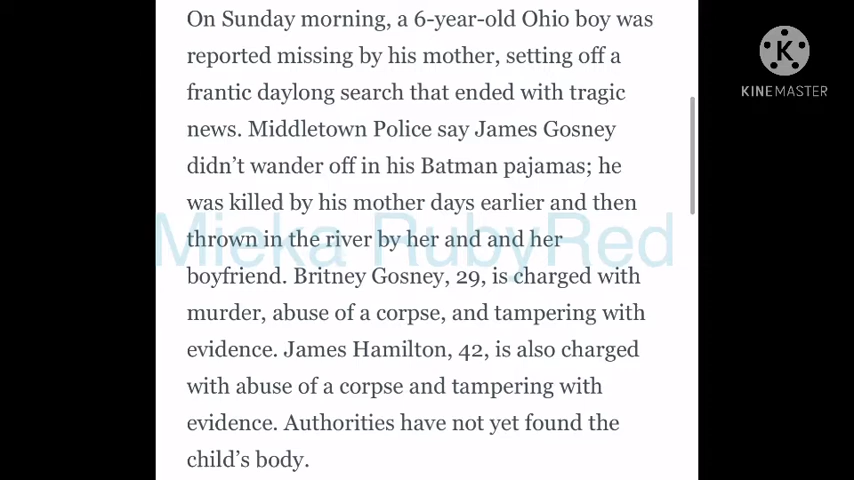 On Sunday morning, a 6-year-old Ohio boy was
reported missing by his mother, setting off a
frantic daylong search that ended with tragic
news. Middletown Police say James Gosney
didn’t wander off in his Batman pajamas; he
was killed by his mother days earlier and then
thrown in the river by her and and her
boyfriend. Britney Gosney, 29, is charged with
murder, abuse of a corpse, and tampering with
evidence. James Hamilton, 42, is also charged
with abuse of a corpse and tampering with
evidence. Authorities have not yet found the
child’s body.
Mieka RubyRed
K
KINEMASTER